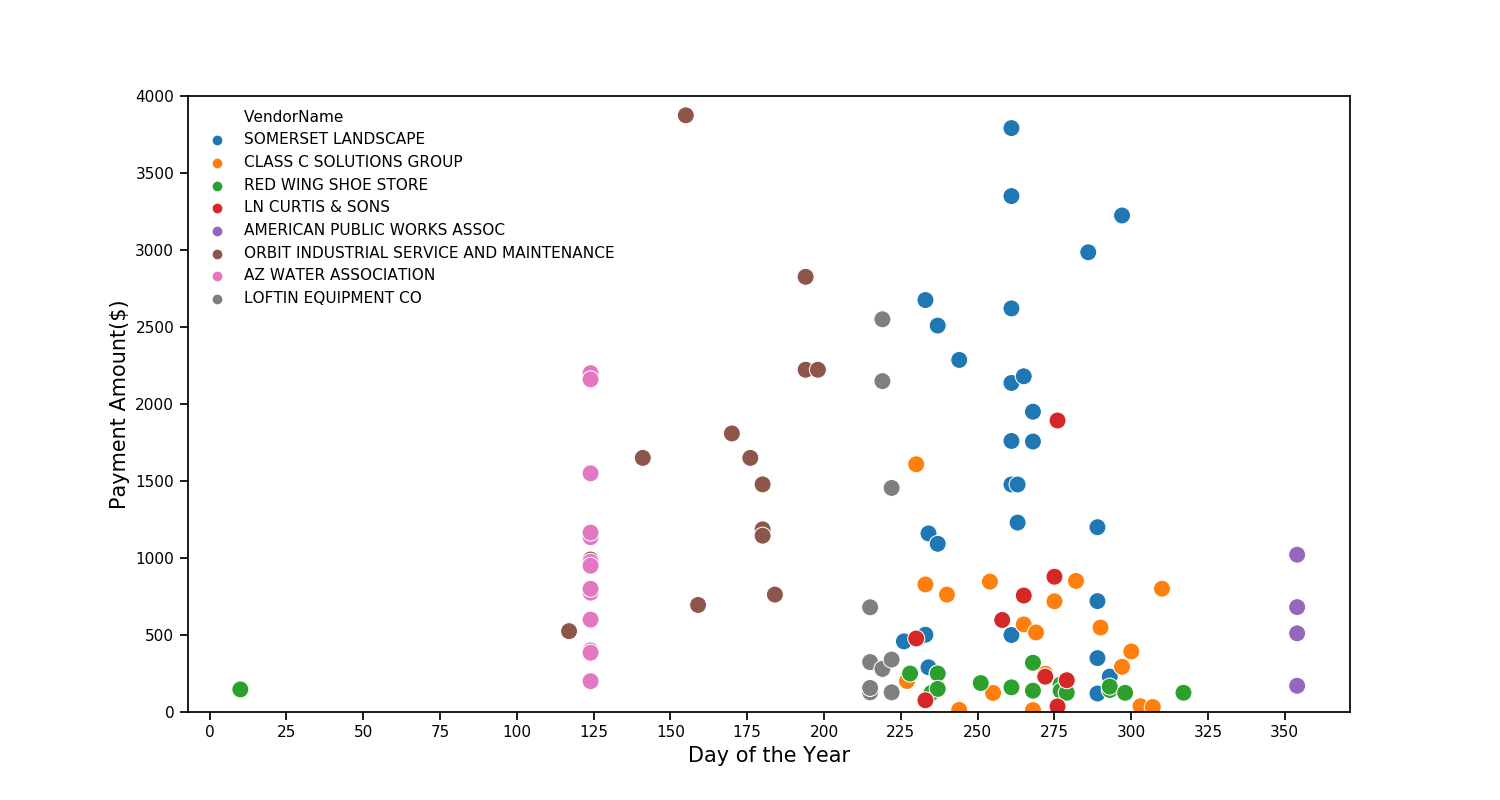 4000
3500
3000
2500
2000
1500
1000
500
0
Payment Amount($)
VendorName
SOMERSET LANDSCAPE
CLASS C SOLUTIONS GROUP
RED WING SHOE STORE
LN CURTIS & SONS
AMERICAN PUBLIC WORKS ASSOC
ORBIT INDUSTRIAL SERVICE AND MAINTENANCE
AZ WATER ASSOCIATION
LOFTIN EQUIPMENT CO
0 25 50 75 100 125 150 175 200 225 250 275 300 325 350
Day of the Year